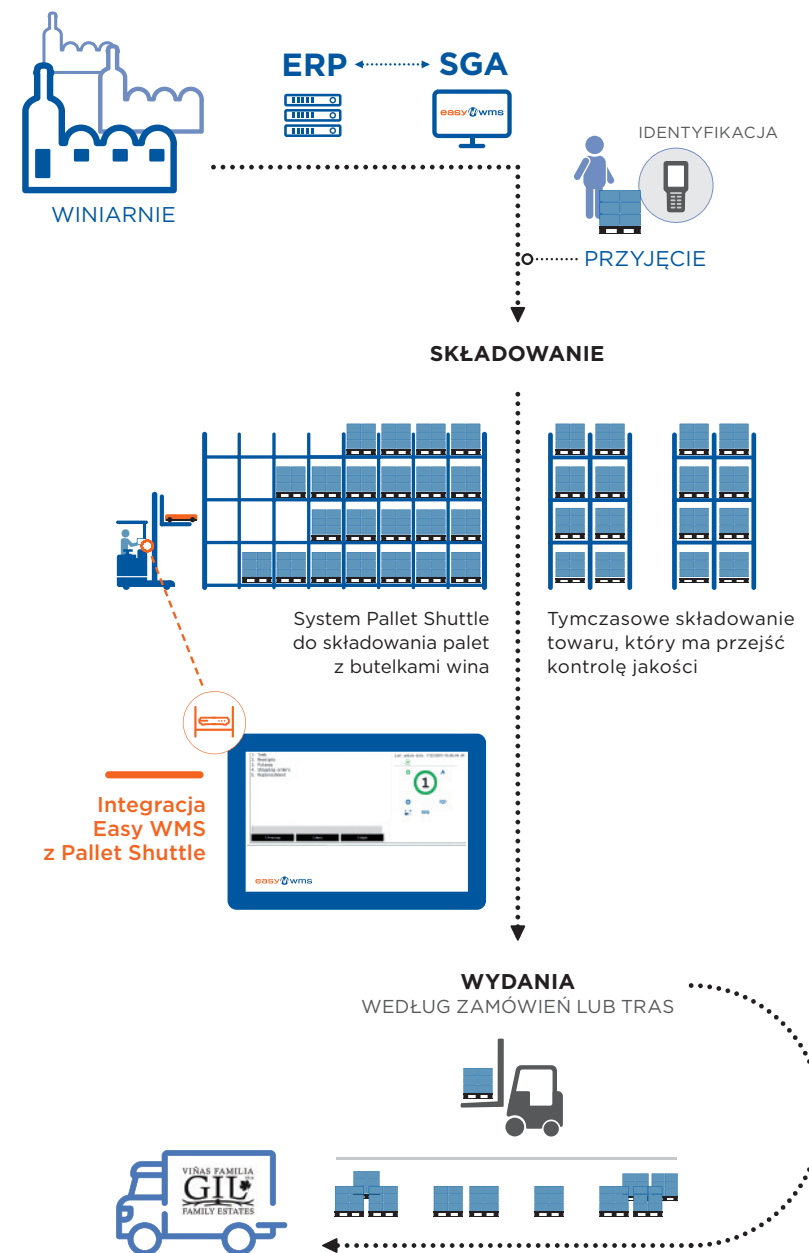 ERP
SGA
easy wms
IDENTYFIKACJA
WINIARNIE
PRZYJĘCIE
SKŁADOWANIE
System Pallet Shuttle
do składowania palet
z butelkami wina
Tymczasowe składowanie
towaru, który ma przejść
kontrolę jakości
1
Integracja
Easy WMS
z Pallet Shuttle
easy wms
WYDANIA
WEDŁUG ZAMÓWIEŃ LUB TRAS
VIÑAS FAMILIA
GIL
FAMILY ESTATES